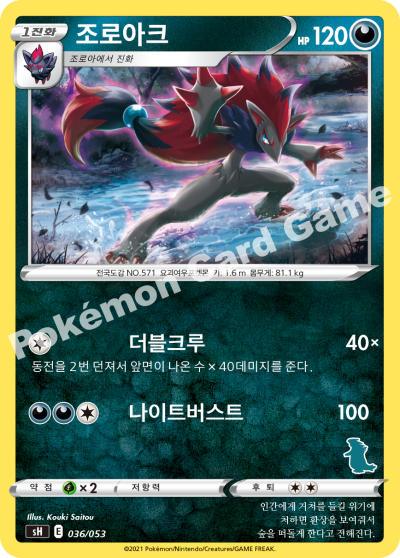 1진화
조로아크
HP 120
조로아에서 진화
전국도감 NO.571 요괴여우포켓몬 키: 1.6 m 몸무게: 81.1 kg
Pokémon Card Game
더블크루 40×
동전을 2번 던져서 앞면이 나온 수 × 40데미지를 준다.
나이트버스트 100
약점 × 2 저항력 후퇴
Illus. Kouki Saitou
sH E 036/053
인간에게 거처를 들킬 위기에
처하면 환상을 보여줘서
숲을 떠돌게 한다고 전해진다.
©2021 Pokémon/Nintendo/Creatures/GAME FREAK.